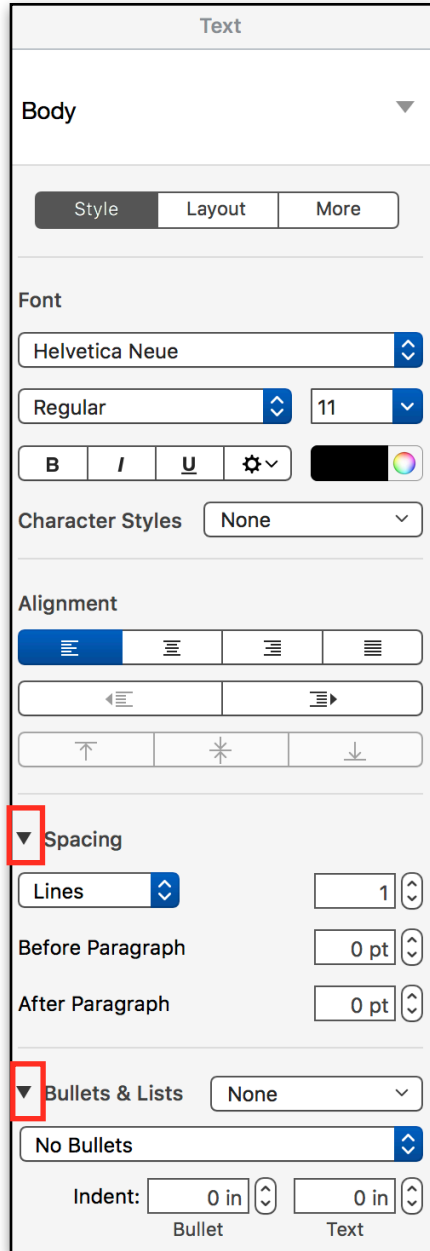 Text
Body
Style Layout More
Font
Helvetica Neue
Regular 11
B I U
Character Styles None
Alignment
Spacing
Lines 1
Before Paragraph 0 pt
After Paragraph 0 pt
Bullets & Lists None
No Bullets
Indent: 0 in 0 in
Bullet Text